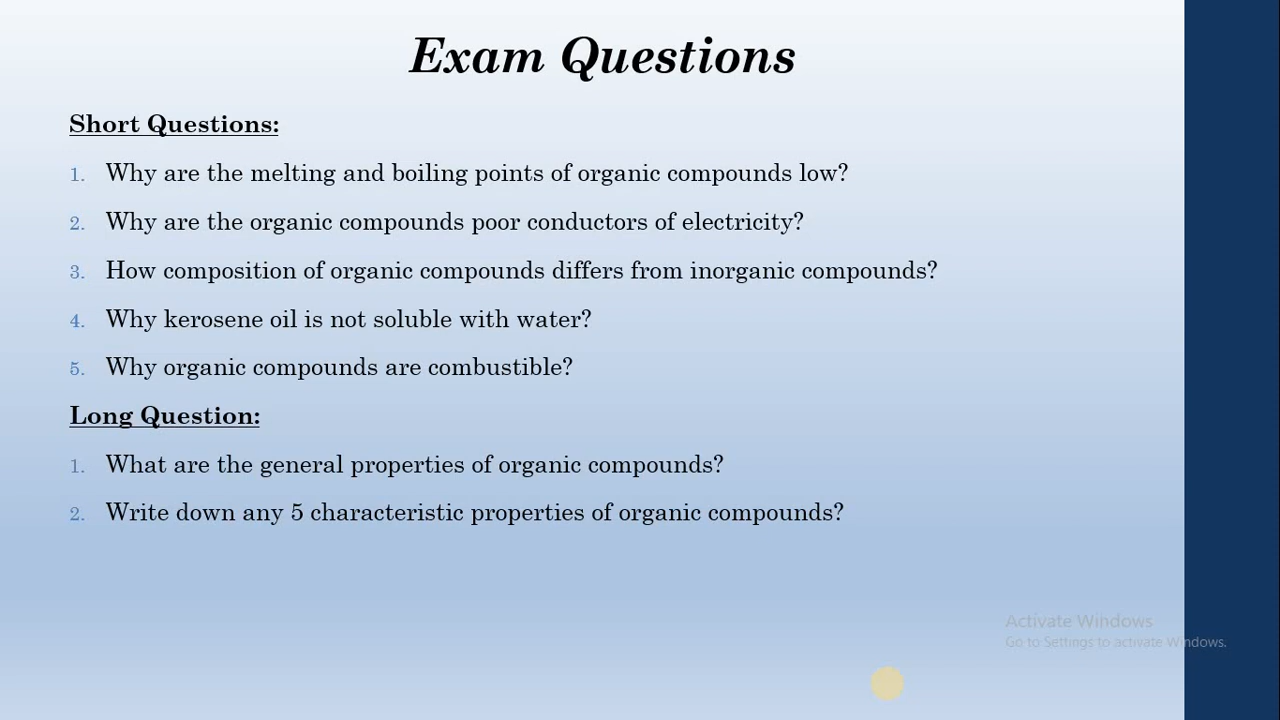 Exam Questions
Short Questions:
1. Why are the melting and boiling points of organic compounds low?
2. Why are the organic compounds poor conductors of electricity?
3. How composition of organic compounds differs from inorganic compounds?
4. Why kerosene oil is not soluble with water?
5. Why organic compounds are combustible?
Long Question:
1. What are the general properties of organic compounds?
2. Write down any 5 characteristic properties of organic compounds?
Activate Windows
Go to Settings to activate Windows.